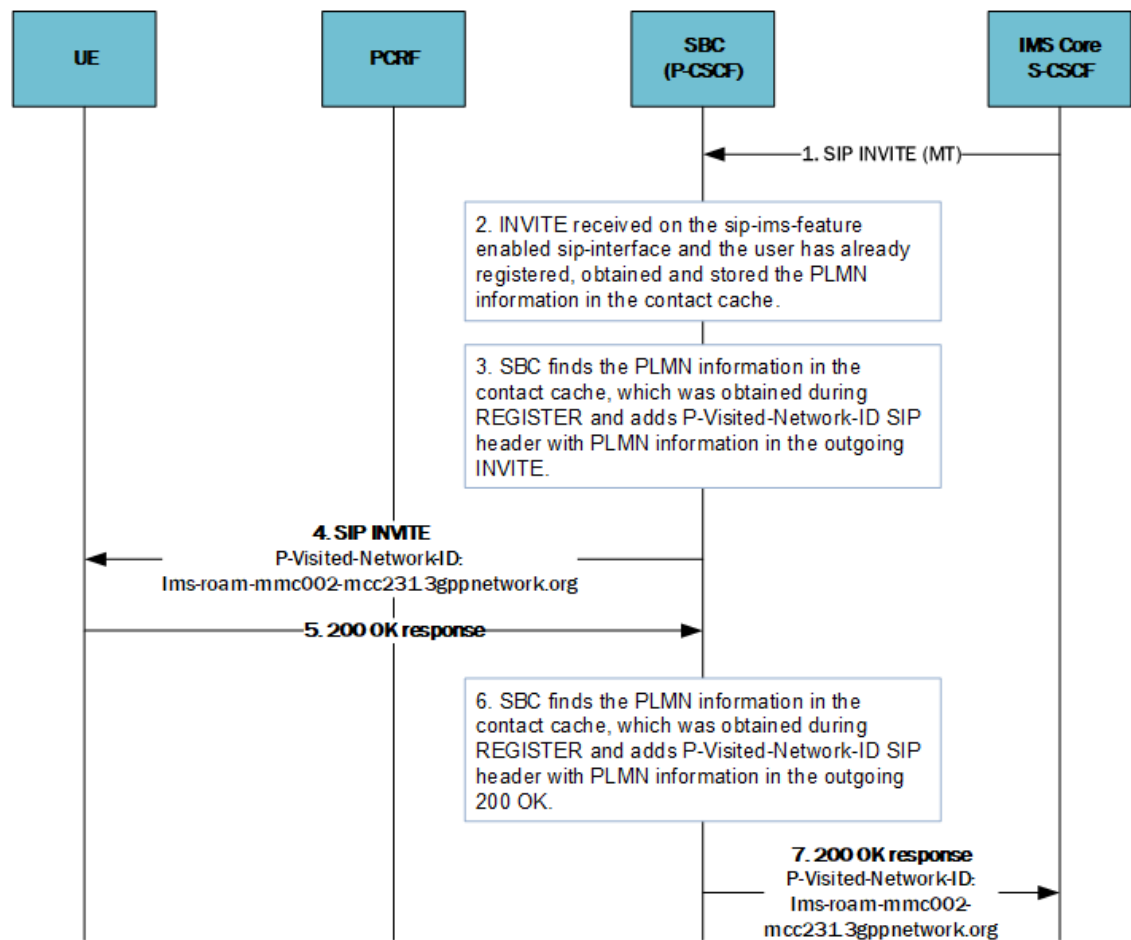 UE
PCRF
SBC
(P-CSCF)
IMS Core
S-CSCF
1. SIP INVITE (MT)
2. INVITE received on the sip-ims-feature
enabled sip-interface and the user has already
registered, obtained and stored the PLMN
information in the contact cache.
3. SBC finds the PLMN information in the
contact cache, which was obtained during
REGISTER and adds P-Visited-Network-ID SIP
header with PLMN information in the outgoing
INVITE.
4. SIP INVITE
P-Visited-Network-ID:
Ims-roam-mmc002-mcc231.3gppnetwork.org
5. 200 OK response
6. SBC finds the PLMN information in the
contact cache, which was obtained during
REGISTER and adds P-Visited-Network-ID SIP
header with PLMN information in the outgoing
200 OK.
7. 200 OK response
P-Visited-Network-ID:
Ims-roam-mmc002-
mcc231.3gppnetwork.org